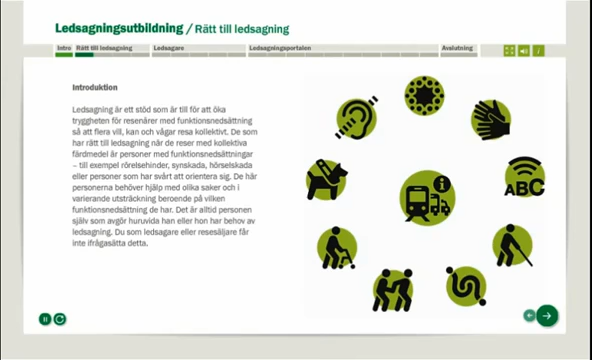 Ledsagningsutbildning / Rätt till ledsagning
Intro Rätt till ledsagning Ledsagare Ledsagningsportalen Avslutning
Introduktion
Ledsagning är ett stöd som är till för att öka
tryggheten för resenärer med funktionsnedsättning
så att flera vill, kan och vågar resa kollektivt. De som
har rätt till ledsagning när de reser med kollektiva
färdmedel är personer med funktionsnedsättningar
– till exempel rörelsehinder, synskada, hörselskada
eller personer som har svårt att orientera sig. De här
personerna behöver hjälp med olika saker och i
varierande utsträckning beroende på vilken
funktionsnedsättning de har. Det är alltid personen
själv som avgör huruvida han eller hon har behov av
ledsagning. Du som ledsagare eller resesäljare får
inte ifrågasätta detta.
i
ABC